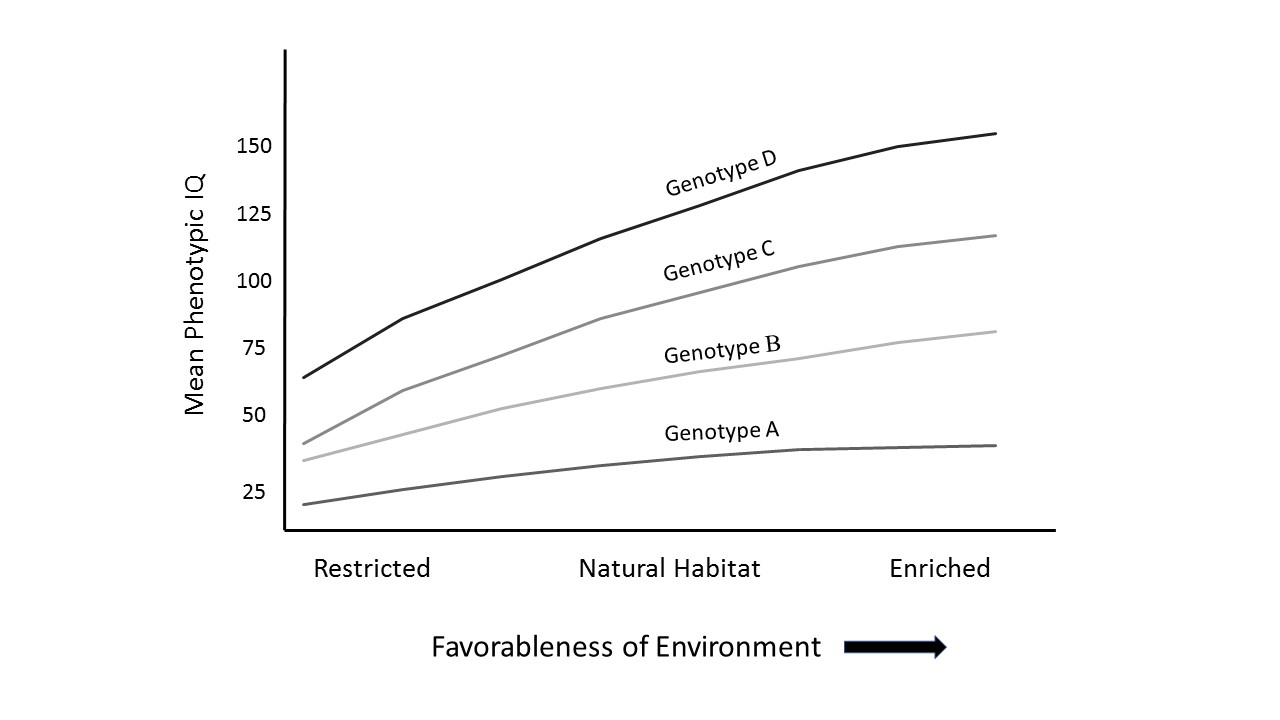 Mean Phenotypic IQ
150
125
100
75
50
25
Genotype D
Genotype C
Genotype B
Genotype A
Restricted
Natural Habitat
Enriched
Favorableness of Environment